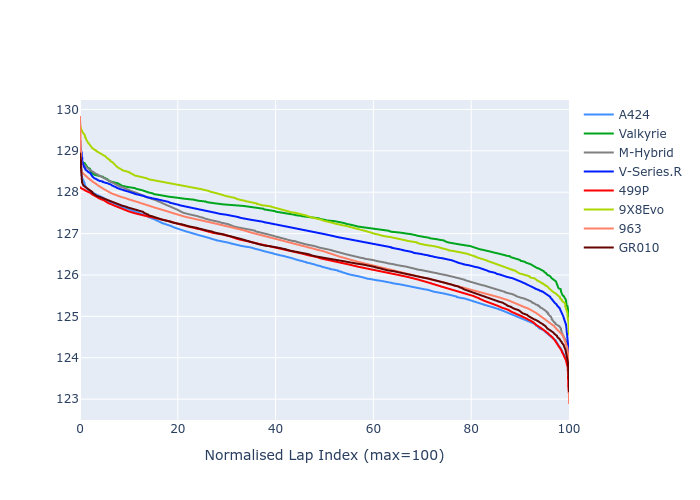 130
129
128
127
126
125
124
123
0 20 40 60 80 100
Normalised Lap Index (max=100)
A424
Valkyrie
M-Hybrid
V-Series.R
499P
9X8Evo
963
GR010